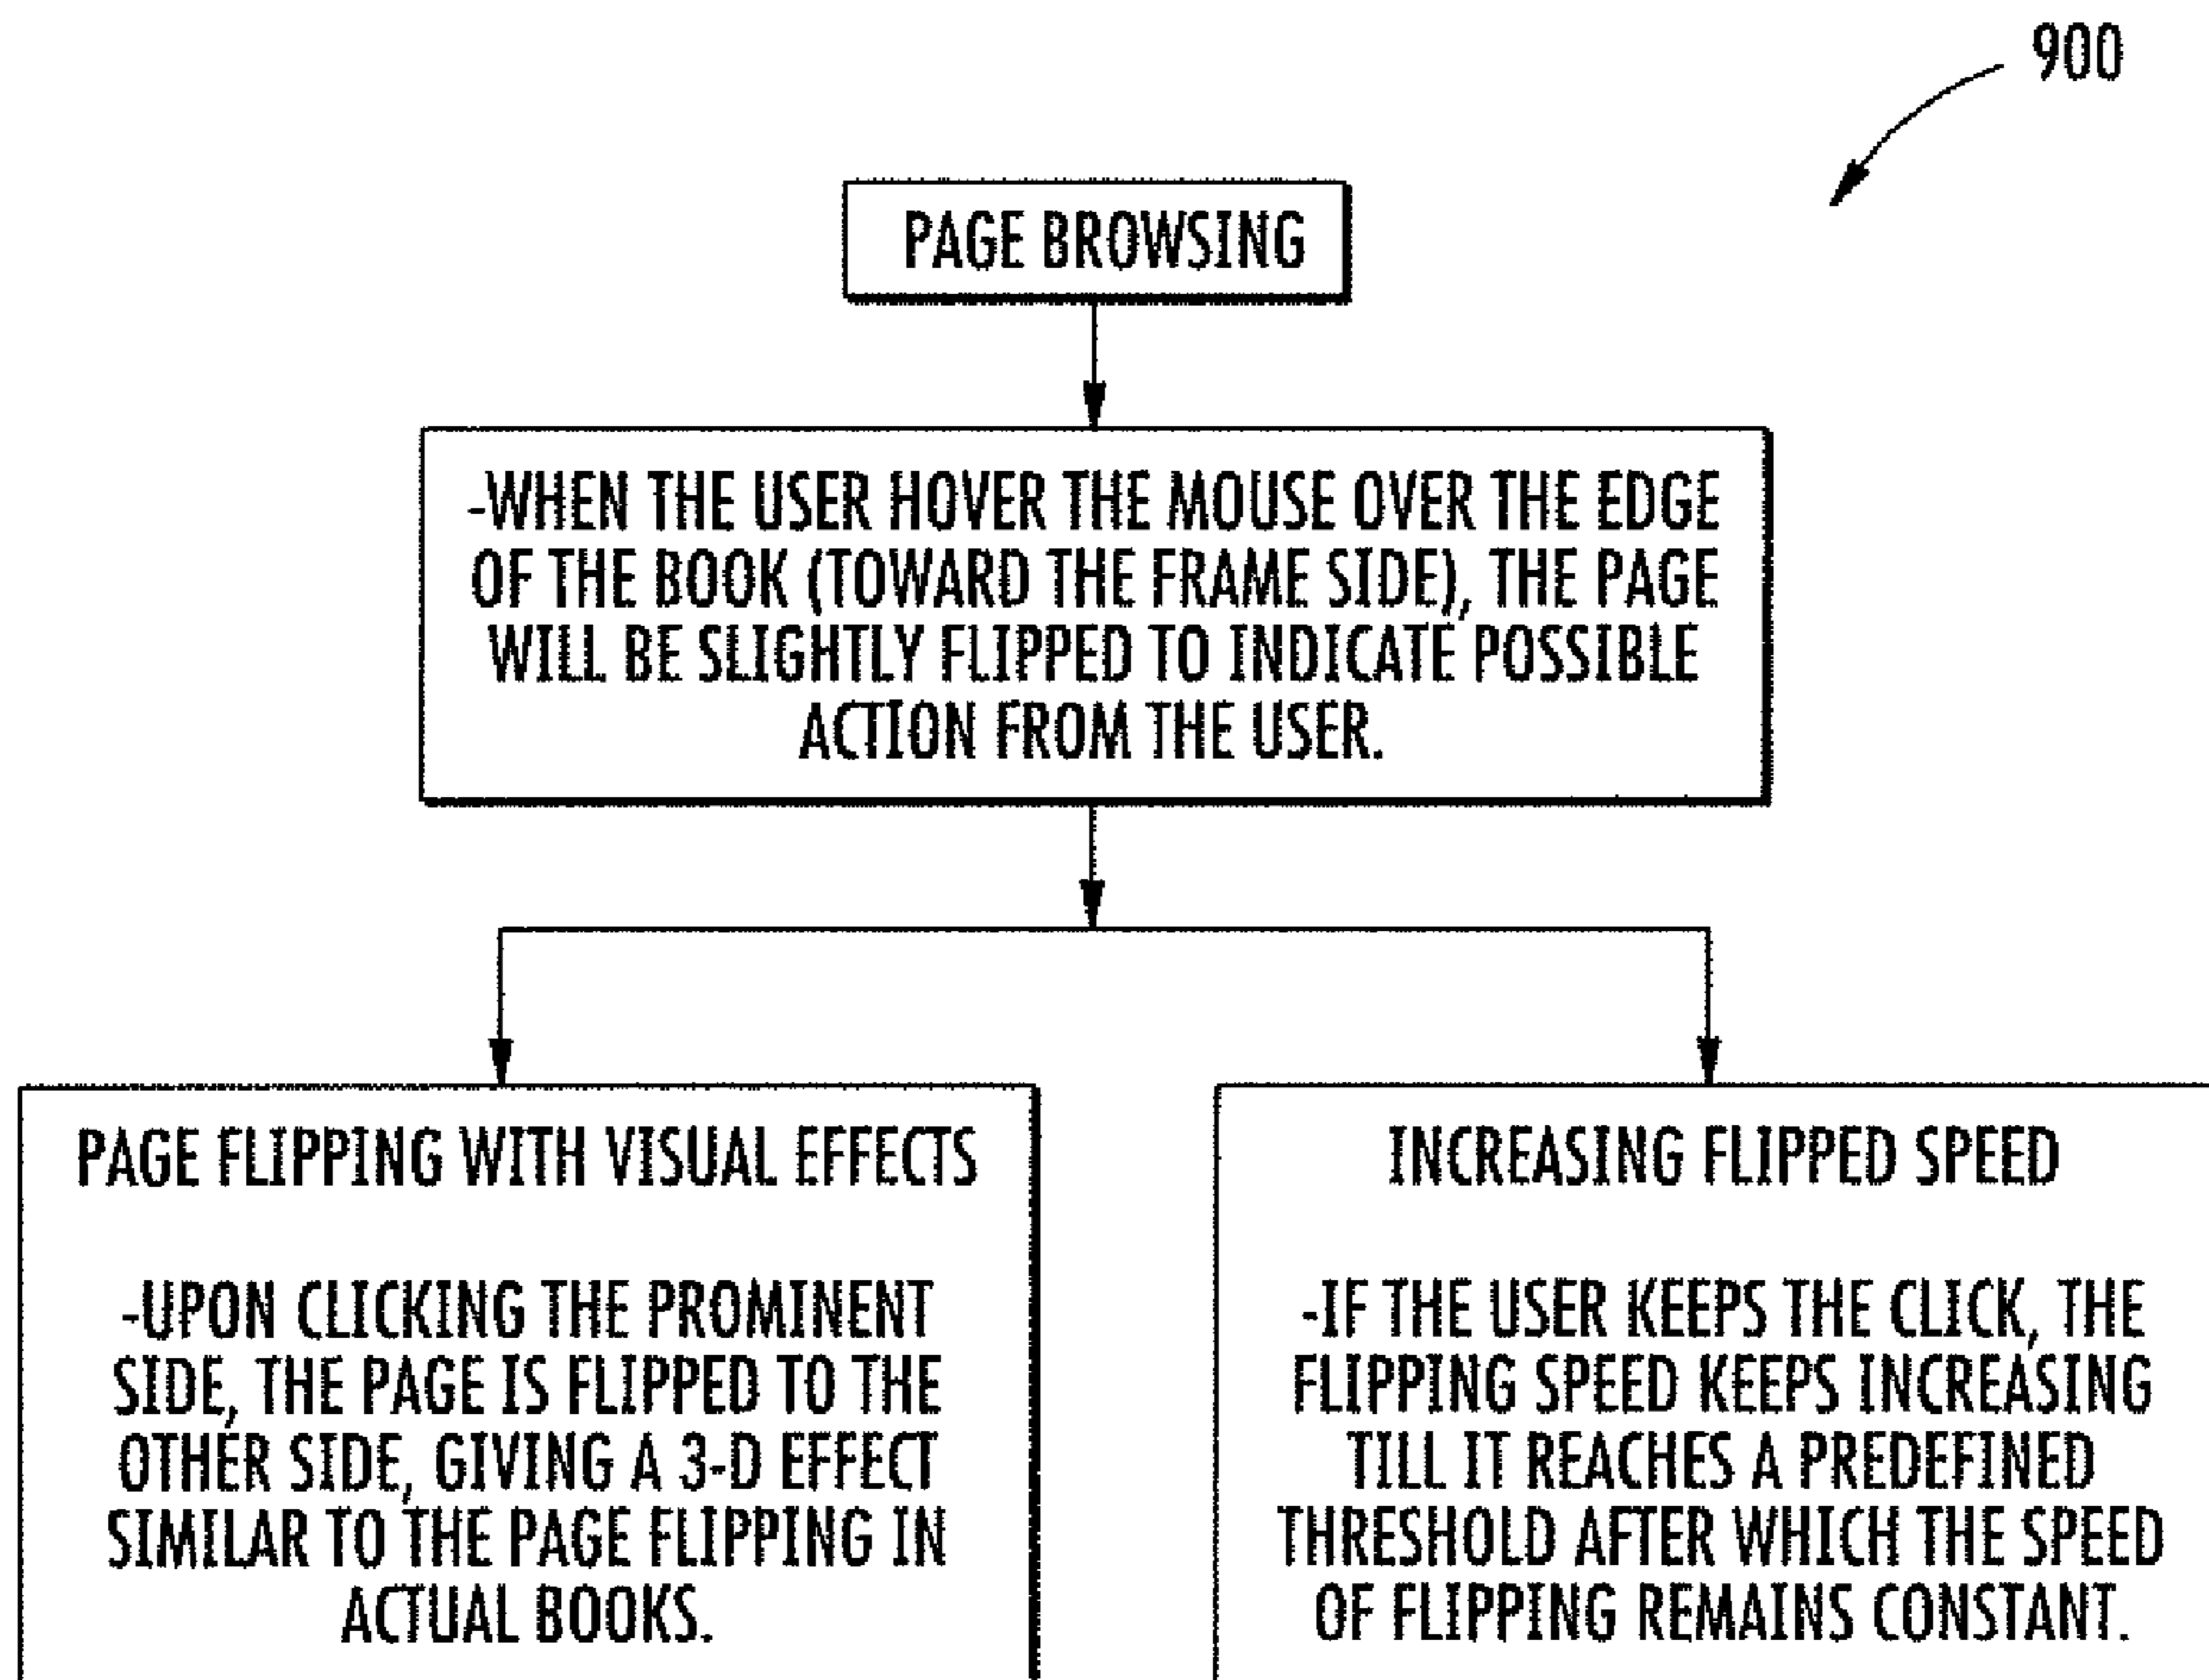 900
PAGE BROWSING
-WHEN THE USER HOVER THE MOUSE OVER THE EDGE
OF THE BOOK (TOWARD THE FRAME SIDE), THE PAGE
WILL BE SLIGHTLY FLIPPED TO INDICATE POSSIBLE
ACTION FROM THE USER.
PAGE FLIPPING WITH VISUAL EFFECTS
-UPON CLICKING THE PROMINENT
SIDE, THE PAGE IS FLIPPED TO THE
OTHER SIDE, GIVING A 3-D EFFECT
SIMILAR TO THE PAGE FLIPPING IN
ACTUAL BOOKS.
INCREASING FLIPPED SPEED
-IF THE USER KEEPS THE CLICK, THE
FLIPPING SPEED KEEPS INCREASING
TILL IT REACHES A PREDEFINED
THRESHOLD AFTER WHICH THE SPEED
OF FLIPPING REMAINS CONSTANT.